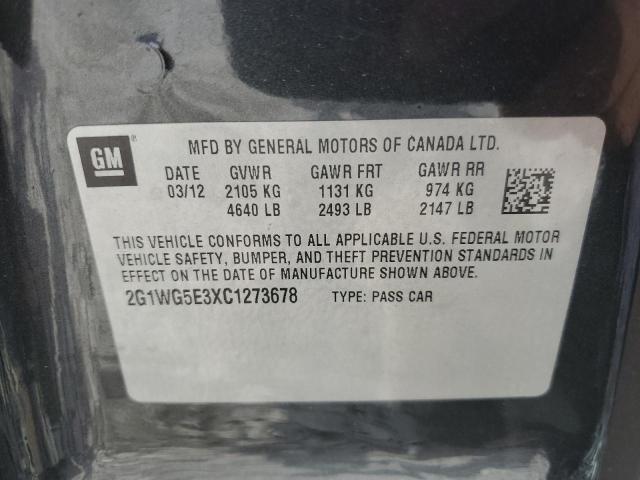 GM®
MFD BY GENERAL MOTORS OF CANADA LTD.
DATE GVWR GAWR FRT GAWR RR
03/12 2105 KG 1131 KG 974 KG
4640 LB 2493 LB 2147 LB
THIS VEHICLE CONFORMS TO ALL APPLICABLE U.S. FEDERAL MOTOR
VEHICLE SAFETY, BUMPER, AND THEFT PREVENTION STANDARDS IN
EFFECT ON THE DATE OF MANUFACTURE SHOWN ABOVE.
2G1WG5E3XC1273678 TYPE: PASS CAR